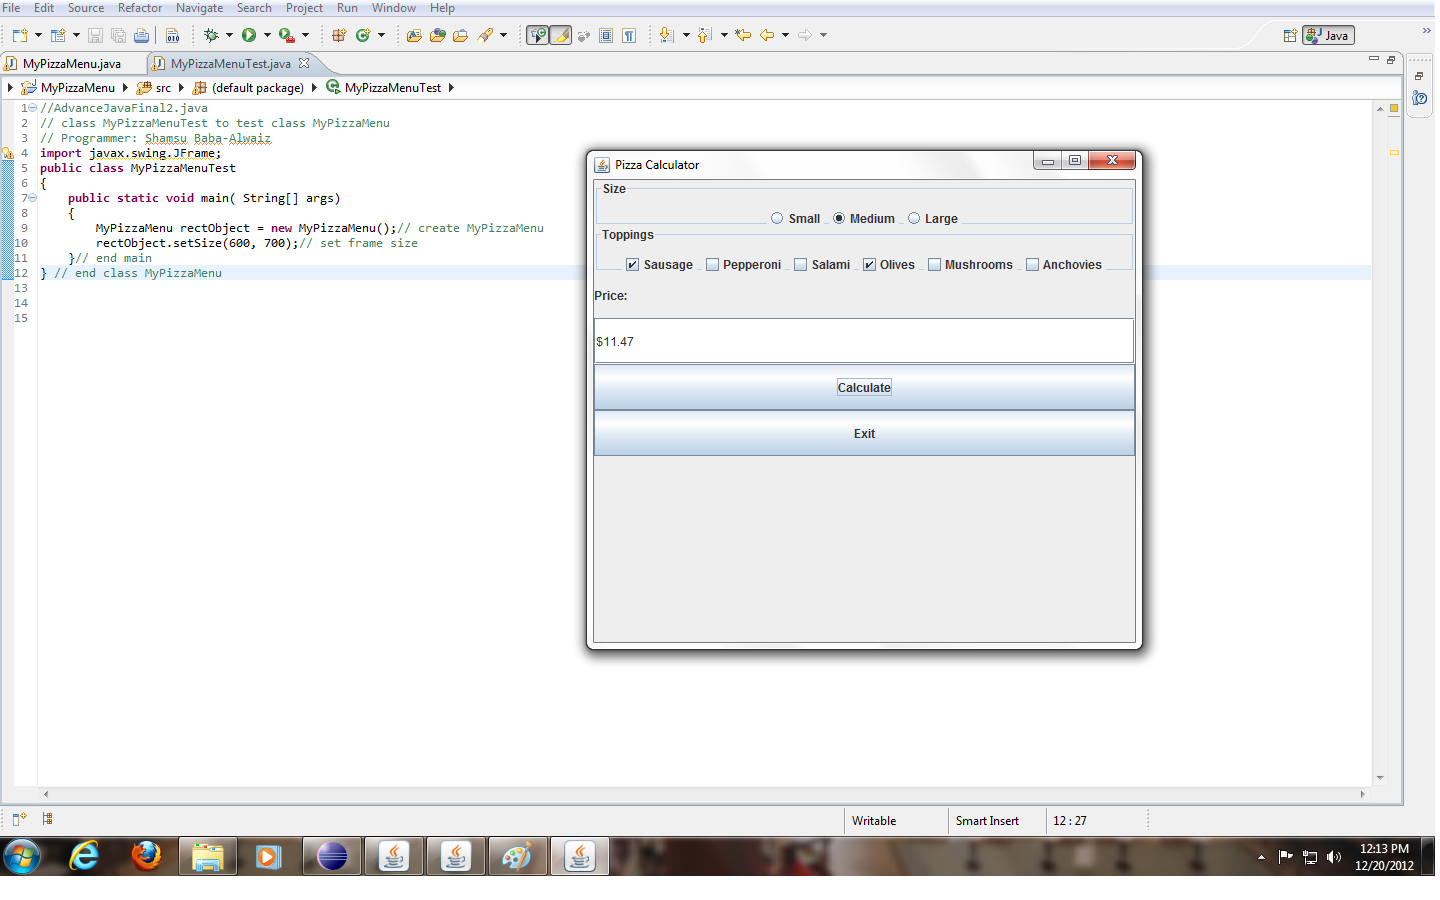 File Edit Source Refactor Navigate Search Project Run Window Help
Java
MyPizzaMenu.java MyPizzaMenuTest.java
MyPizzaMenu src (default package) MyPizzaMenuTest
1 //AdvanceJavaFinal2.java
2 // class MyPizzaMenuTest to test class MyPizzaMenu
3 // Programmer: Shamsu Baba-Alwaiz
4 import javax.swing.JFrame;
5 public class MyPizzaMenuTest
6 {
7 public static void main( String[] args)
8 {
9 MyPizzaMenu rectObject = new MyPizzaMenu();// create MyPizzaMenu
10 rectObject.setSize(600, 700);// set frame size
11 }// end main
12 } // end class MyPizzaMenu
13
14
15
Pizza Calculator
Size
Small Medium Large
Toppings
Sausage Pepperoni Salami Olives Mushrooms Anchovies
Price:
$11.47
Calculate
Exit
Writable Smart Insert 12 : 27
12:13 PM
12/20/2012